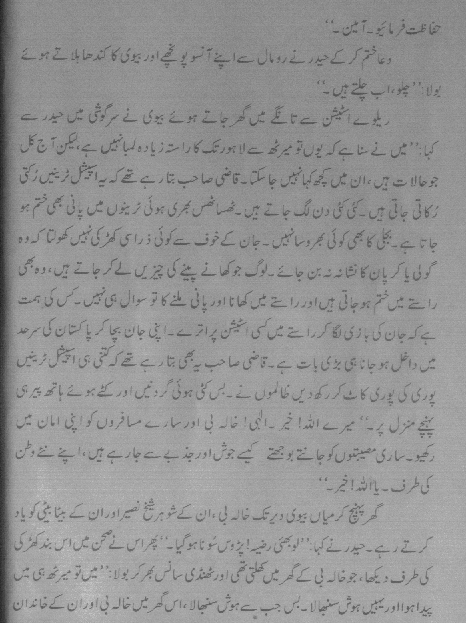 حفاظت فرمائیو۔ آمین۔‘‘
دعا ختم کر کے حیدر نے رومال سے اپنے آنسو پونچھے اور بیوی کا کندھا ہلاتے ہوئے
بولا: ’’چلو، اب چلتے ہیں۔‘‘
ریلوے اسٹیشن سے تانگے میں گھر جاتے ہوئے بیوی نے سرگوشی میں حیدر سے
کہا: ’’میں نے سنا ہے کہ یوں تو میرٹھ سے لاہور تک کا راستہ زیادہ لمبا نہیں ہے، لیکن آج کل
جو حالات ہیں، ان میں کچھ کہا نہیں جا سکتا۔ قاضی صاحب بتا رہے تھے کہ یہ اسپیشل ٹرینیں رُکتی
رُکاتی جاتی ہیں۔ کئی کئی دن لگ جاتے ہیں۔ ٹھساٹھس بھری ہوئی ٹرینوں میں پانی بھی ختم ہو
جاتا ہے۔ بجلی کا بھی کوئی بھروسا نہیں۔ جان کے خوف سے کوئی ذرا سی کھڑکی نہیں کھولتا کہ وہ
گولی یا کرپان کا نشانہ نہ بن جائے۔ لوگ جو کھانے پینے کی چیزیں لے کر جاتے ہیں، وہ بھی
راستے میں ختم ہو جاتی ہیں اور راستے میں کھانا اور پانی ملنے کا تو سوال ہی نہیں۔ کس کی ہمت
ہے کہ جان کی بازی لگا کر راستے میں کسی اسٹیشن پر اترے۔ اپنی جان بچا کر پاکستان کی سرحد
میں داخل ہو جانا ہی بڑی بات ہے۔ قاضی صاحب یہ بھی بتا رہے تھے کہ کتنی ہی اسپیشل ٹرینیں
پوری کی پوری کاٹ کر رکھ دیں ظالموں نے۔ بس کٹی ہوئی گردنیں اور کٹے ہوئے ہاتھ پیر ہی
پہنچے منزل پر۔‘‘ میرے اللہ! خیر۔ الٰہی! خالہ بی اور سارے مسافروں کو اپنی امان میں
رکھیو۔ ساری مصیبتوں کو جانتے بوجھتے کیسے جوش اور جذبے سے جا رہے ہیں، اپنے نئے وطن
کی طرف۔ یا اللہ! خیر۔‘‘
گھر پہنچ کر میاں بیوی دیر تک خالہ بی، ان کے شوہر شیخ نصیر اور ان کے بیٹا بیٹی کو یاد
کرتے رہے۔ حیدر نے کہا: ’’لو بھئی رضیہ! پڑوس سُونا ہو گیا۔‘‘ پھر اس نے صحن میں اس بند کھڑکی
کی طرف دیکھا، جو خالہ بی کے گھر میں کھلتی تھی اور ٹھنڈی سانس بھر کر بولا: ’’میں تو میرٹھ ہی میں
پیدا ہوا اور یہیں ہوش سنبھالا۔ بس جب سے ہوش سنبھالا، اس گھر میں خالہ بی اور ان کے خاندان